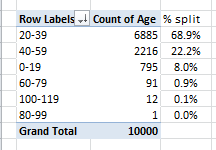 Row Labels Count of Age % split
20-39 6885 68.9%
40-59 2216 22.2%
0-19 795 8.0%
60-79 91 0.9%
100-119 12 0.1%
80-99 1 0.0%
Grand Total 10000